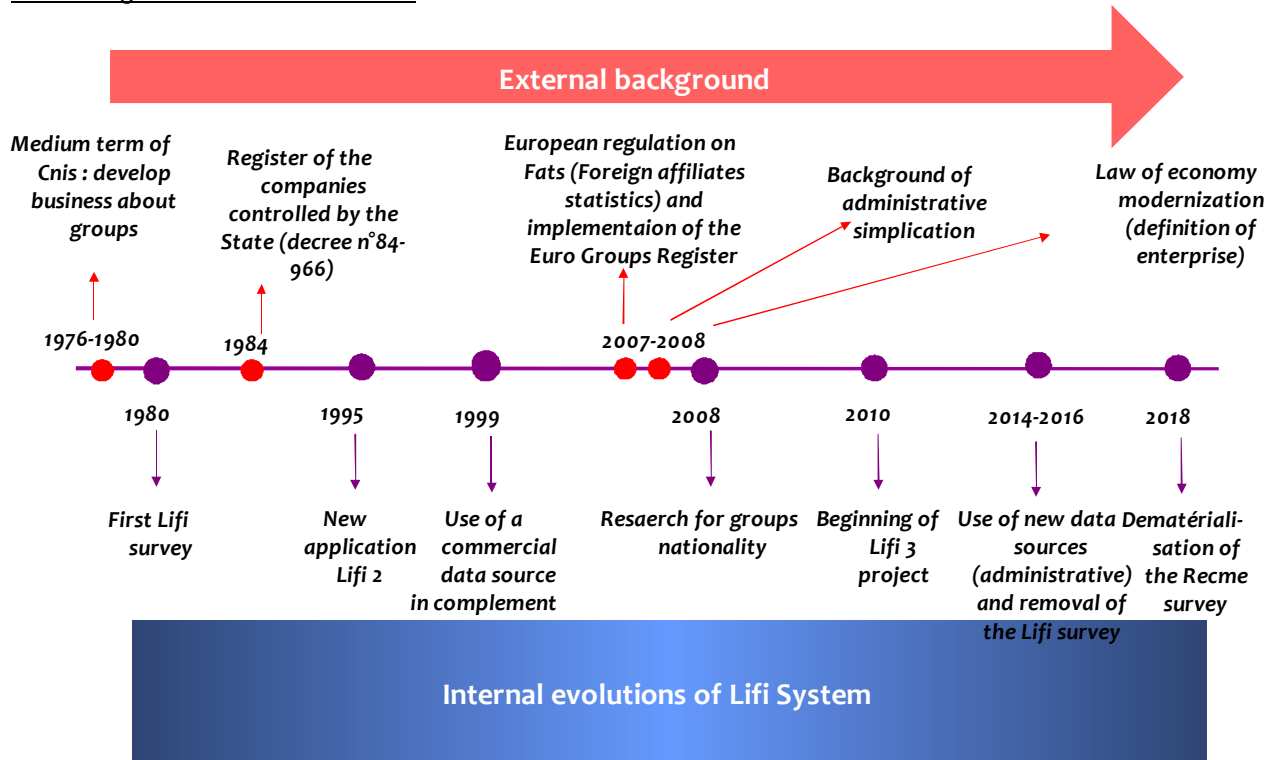 External background
Medium term of
Cnis : develop
business about
groups
Register of the
companies
controlled by the
State (decree n°84-
966)
European regulation on
Fats (Foreign affiliates
statistics) and
implementaion of the
Euro Groups Register
Background of
administrative
simplication
Law of economy
modernization
(definition of
enterprise)
1976-1980
1984
2007-2008
1980
1995
1999
2008
2010
2014-2016
2018
First Lifi
survey
New
application
Lifi 2
Use of a
commercial
data source
in complement
Resaerch for groups
nationality
Beginning of
Lifi 3
project
Use of new data
sources
(administrative)
and removal of
the Lifi survey
Dematériali-
sation of
the Recme
survey
Internal evolutions of Lifi System